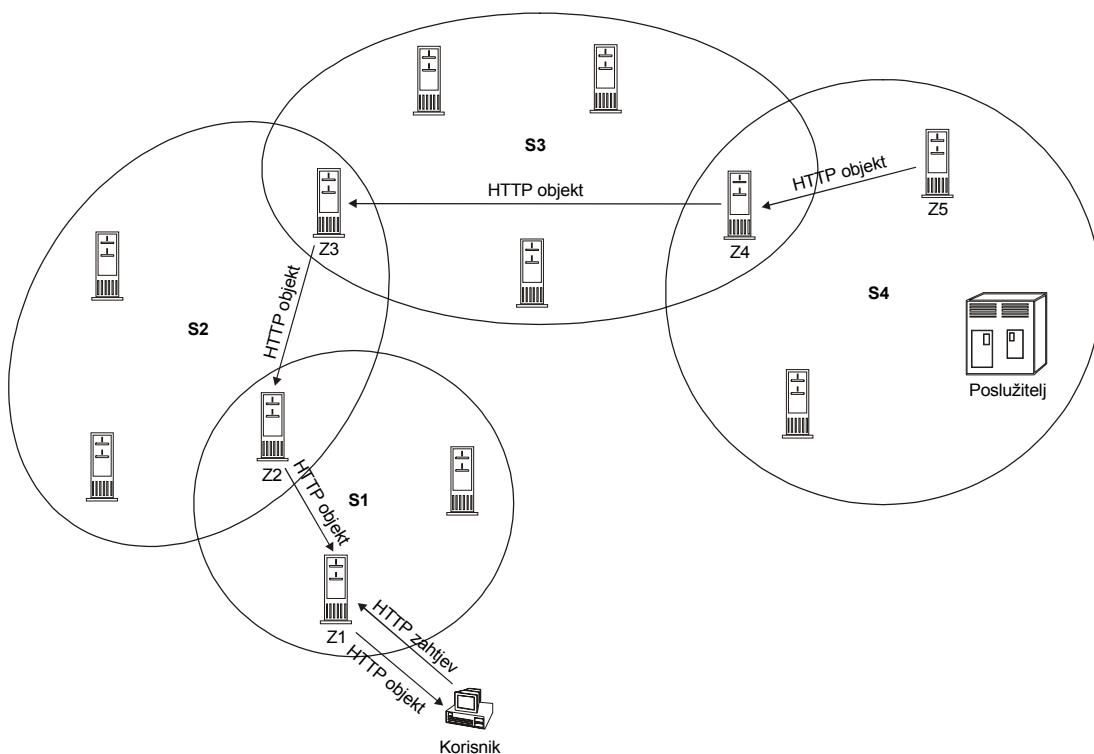 S3
HTTP objekt
HTTP objekt
Z5
Z3
Z4
S4
HTTP objekt
S2
Poslužitelj
Z2
HTTP objekt
S1
Z1
HTTP zahtjev
HTTP objekt
Korisnik